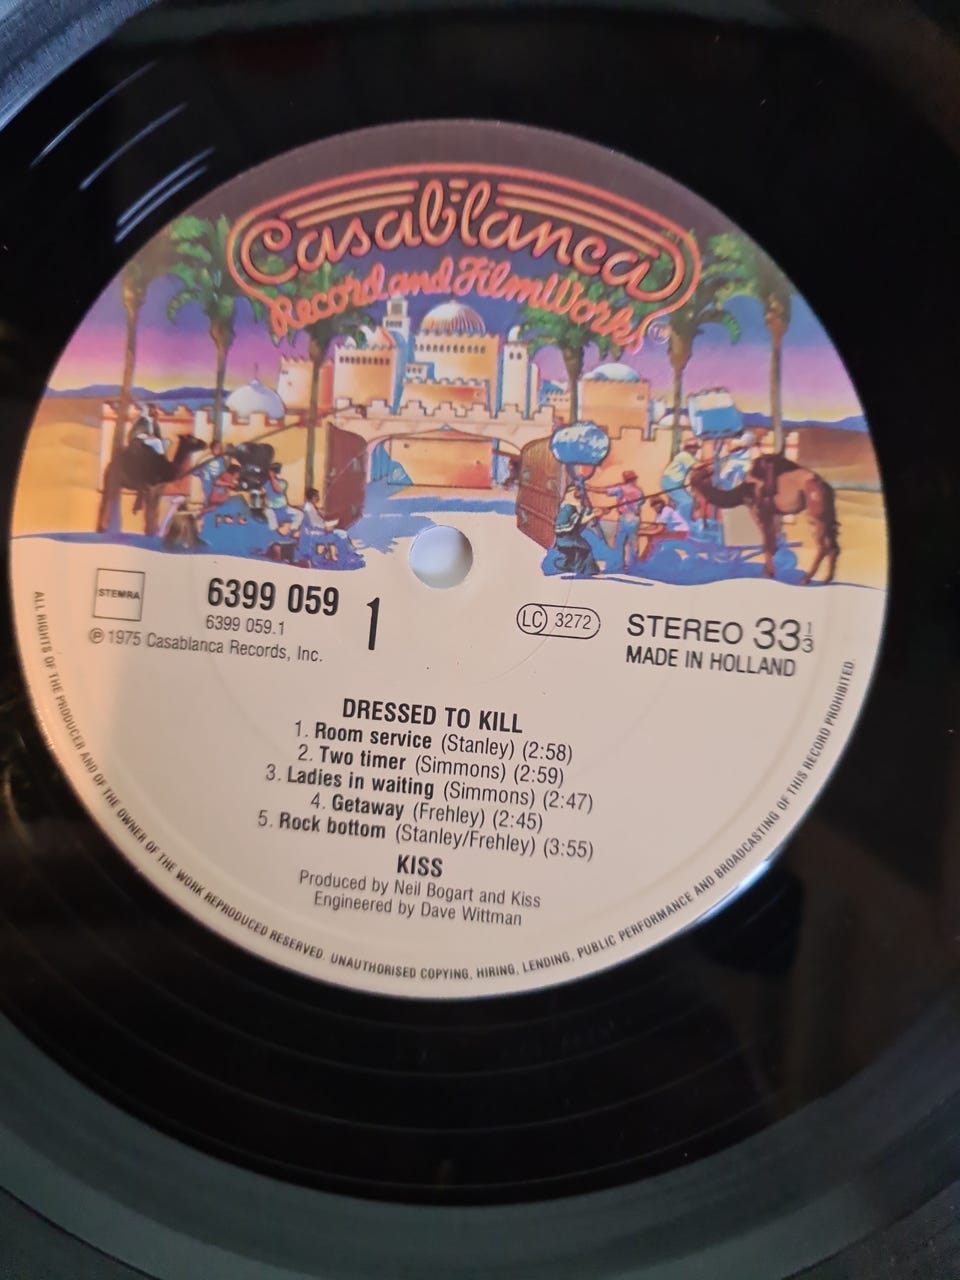 Casablanca
Record and FilmWorks
STEMRA
6399 059
6399 059.1
℗ 1975 Casablanca Records, Inc.
1
LC 3272
STEREO 33 1/3
MADE IN HOLLAND
DRESSED TO KILL
1. Room service (Stanley) (2:58)
2. Two timer (Simmons) (2:59)
3. Ladies in waiting (Simmons) (2:47)
4. Getaway (Frehley) (2:45)
5. Rock bottom (Stanley/Frehley) (3:55)
KISS
Produced by Neil Bogart and Kiss
Engineered by Dave Wittman
ALL RIGHTS OF THE PRODUCER AND OF THE OWNER OF THE WORK REPRODUCED RESERVED. UNAUTHORISED COPYING, HIRING, LENDING, PUBLIC PERFORMANCE AND BROADCASTING OF THIS RECORD PROHIBITED.